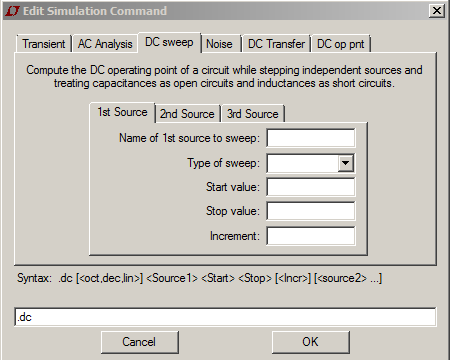 Edit Simulation Command
Transient AC Analysis DC sweep Noise DC Transfer DC op pnt
Compute the DC operating point of a circuit while stepping independent sources and
treating capacitances as open circuits and inductances as short circuits.
1st Source 2nd Source 3rd Source
Name of 1st source to sweep:
Type of sweep:
Start value:
Stop value:
Increment:
Syntax: .dc [<oct,dec,lin>] <Source1> <Start> <Stop> [<Incr>] [<source2> ...]
.dc
Cancel OK